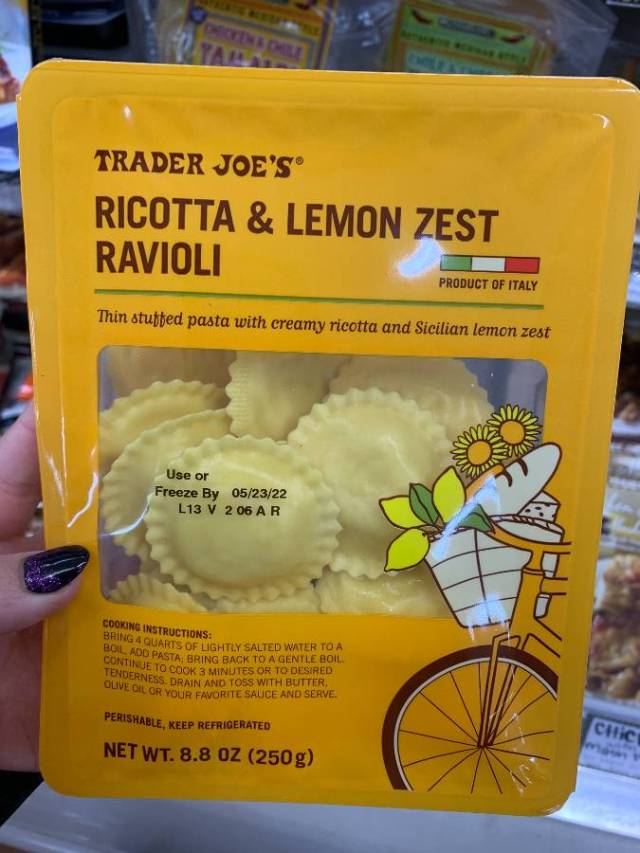 CHICKEN & CHILE
TRADER JOE'S®
RICOTTA & LEMON ZEST
RAVIOLI
PRODUCT OF ITALY
Thin stuffed pasta with creamy ricotta and Sicilian lemon zest
Use or
Freeze By 05/23/22
L13 V 2 06 A R
COOKING INSTRUCTIONS:
BRING 4 QUARTS OF LIGHTLY SALTED WATER TO A
BOIL, ADD PASTA; BRING BACK TO A GENTLE BOIL.
CONTINUE TO COOK 3 MINUTES OR TO DESIRED
TENDERNESS. DRAIN AND TOSS WITH BUTTER,
OLIVE OIL OR YOUR FAVORITE SAUCE AND SERVE.
PERISHABLE, KEEP REFRIGERATED
NET WT. 8.8 OZ (250g)